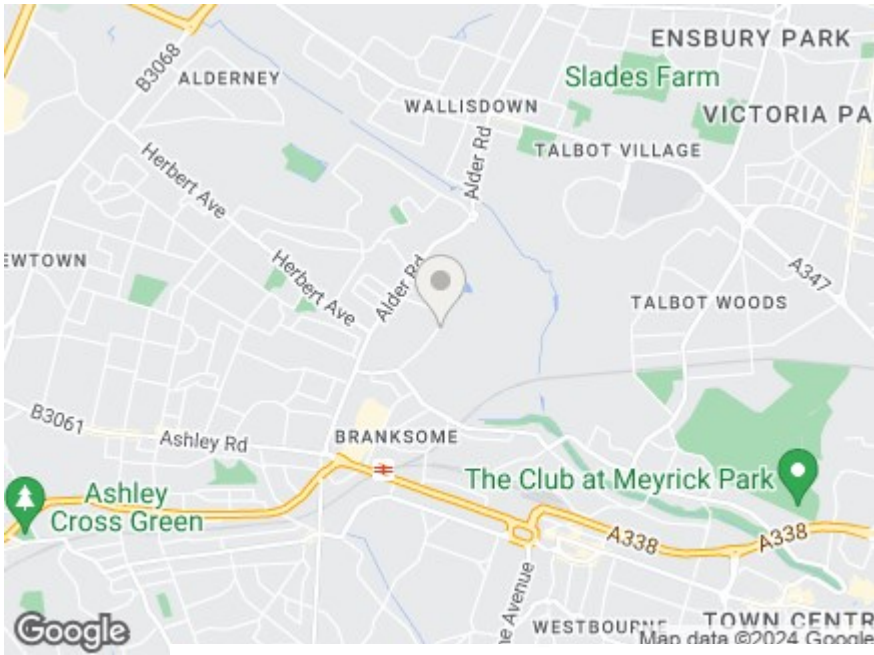 ENSBURY PARK
B3068
ALDERNEY
Slades Farm
WALLISDOWN
VICTORIA PA
TALBOT VILLAGE
Alder Rd
Herbert Ave
EWTOWN
Herbert Ave
Alder Rd
A347
TALBOT WOODS
B3061
Ashley Rd
BRANKSOME
The Club at Meyrick Park
Ashley
Cross Green
A338
A338
ne Avenue
WESTBOURNE
TOWN CENTR
Google
Map data ©2024 Google